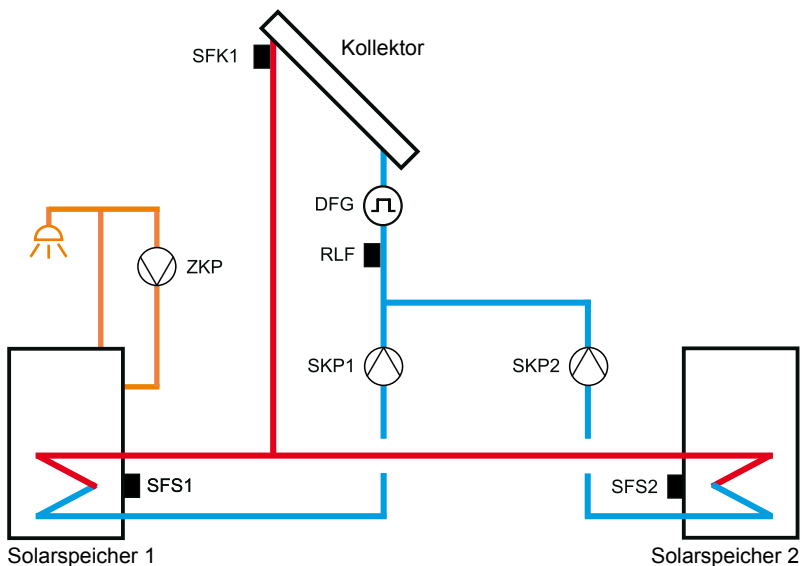 SFK1
Kollektor
DFG
RLF
ZKP
SKP1
SKP2
SFS1
SFS2
Solarspeicher 1
Solarspeicher 2